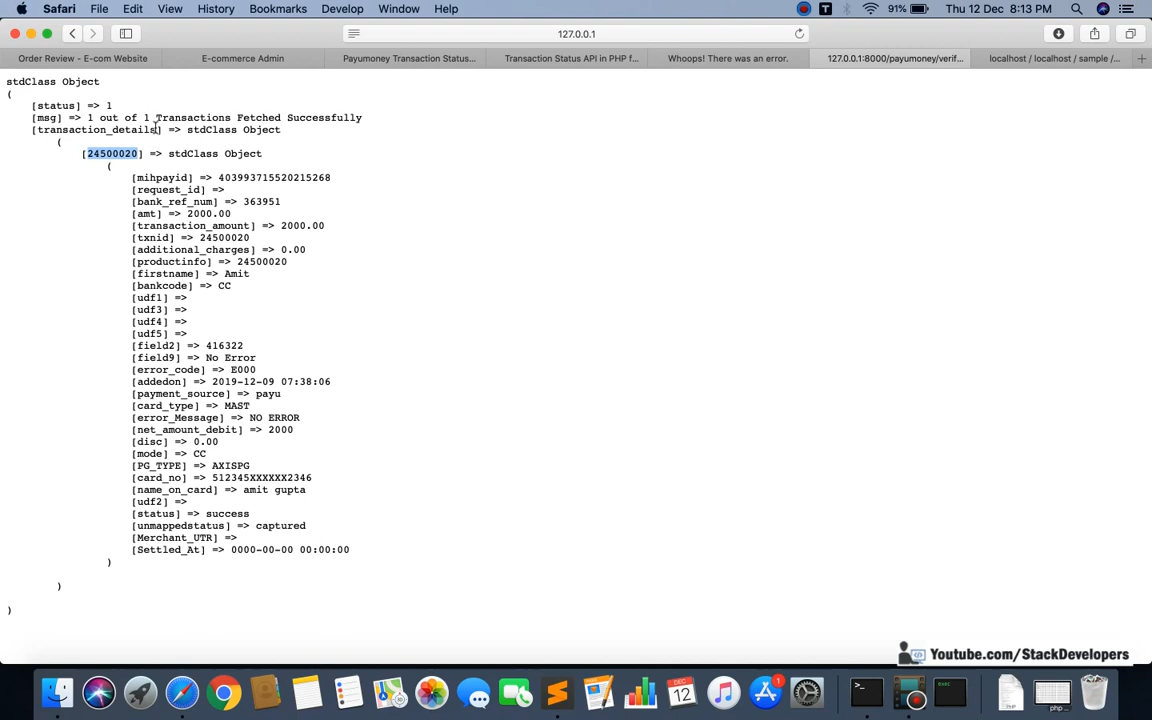 Safari File Edit View History Bookmarks Develop Window Help T 91% Thu 12 Dec 8:13 PM
127.0.0.1
Order Review - E-com Website E-commerce Admin Payumoney Transaction Status... Transaction Status API in PHP f... Whoops! There was an error. 127.0.0.1:8000/payumoney/verif... localhost / localhost / sample /...
stdClass Object
(
[status] => 1
[msg] => 1 out of 1 Transactions Fetched Successfully
[transaction_details] => stdClass Object
(
[24500020] => stdClass Object
(
[mihpayid] => 403993715520215268
[request_id] =>
[bank_ref_num] => 363951
[amt] => 2000.00
[transaction_amount] => 2000.00
[txnid] => 24500020
[additional_charges] => 0.00
[productinfo] => 24500020
[firstname] => Amit
[bankcode] => CC
[udf1] =>
[udf3] =>
[udf4] =>
[udf5] =>
[field2] => 416322
[field9] => No Error
[error_code] => E000
[addedon] => 2019-12-09 07:38:06
[payment_source] => payu
[card_type] => MAST
[error_Message] => NO ERROR
[net_amount_debit] => 2000
[disc] => 0.00
[mode] => CC
[PG_TYPE] => AXISPG
[card_no] => 512345XXXXXX2346
[name_on_card] => amit gupta
[udf2] =>
[status] => success
[unmappedstatus] => captured
[Merchant_UTR] =>
[Settled_At] => 0000-00-00 00:00:00
)
)
)
Youtube.com/StackDevelopers